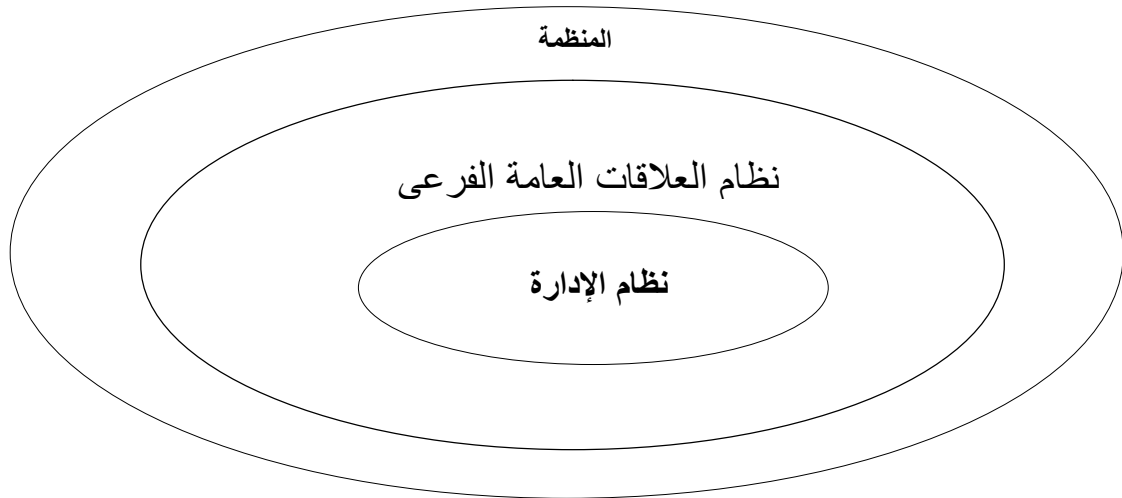 المنظمة
نظام العلاقات العامة الفرعى
نظام الإدارة